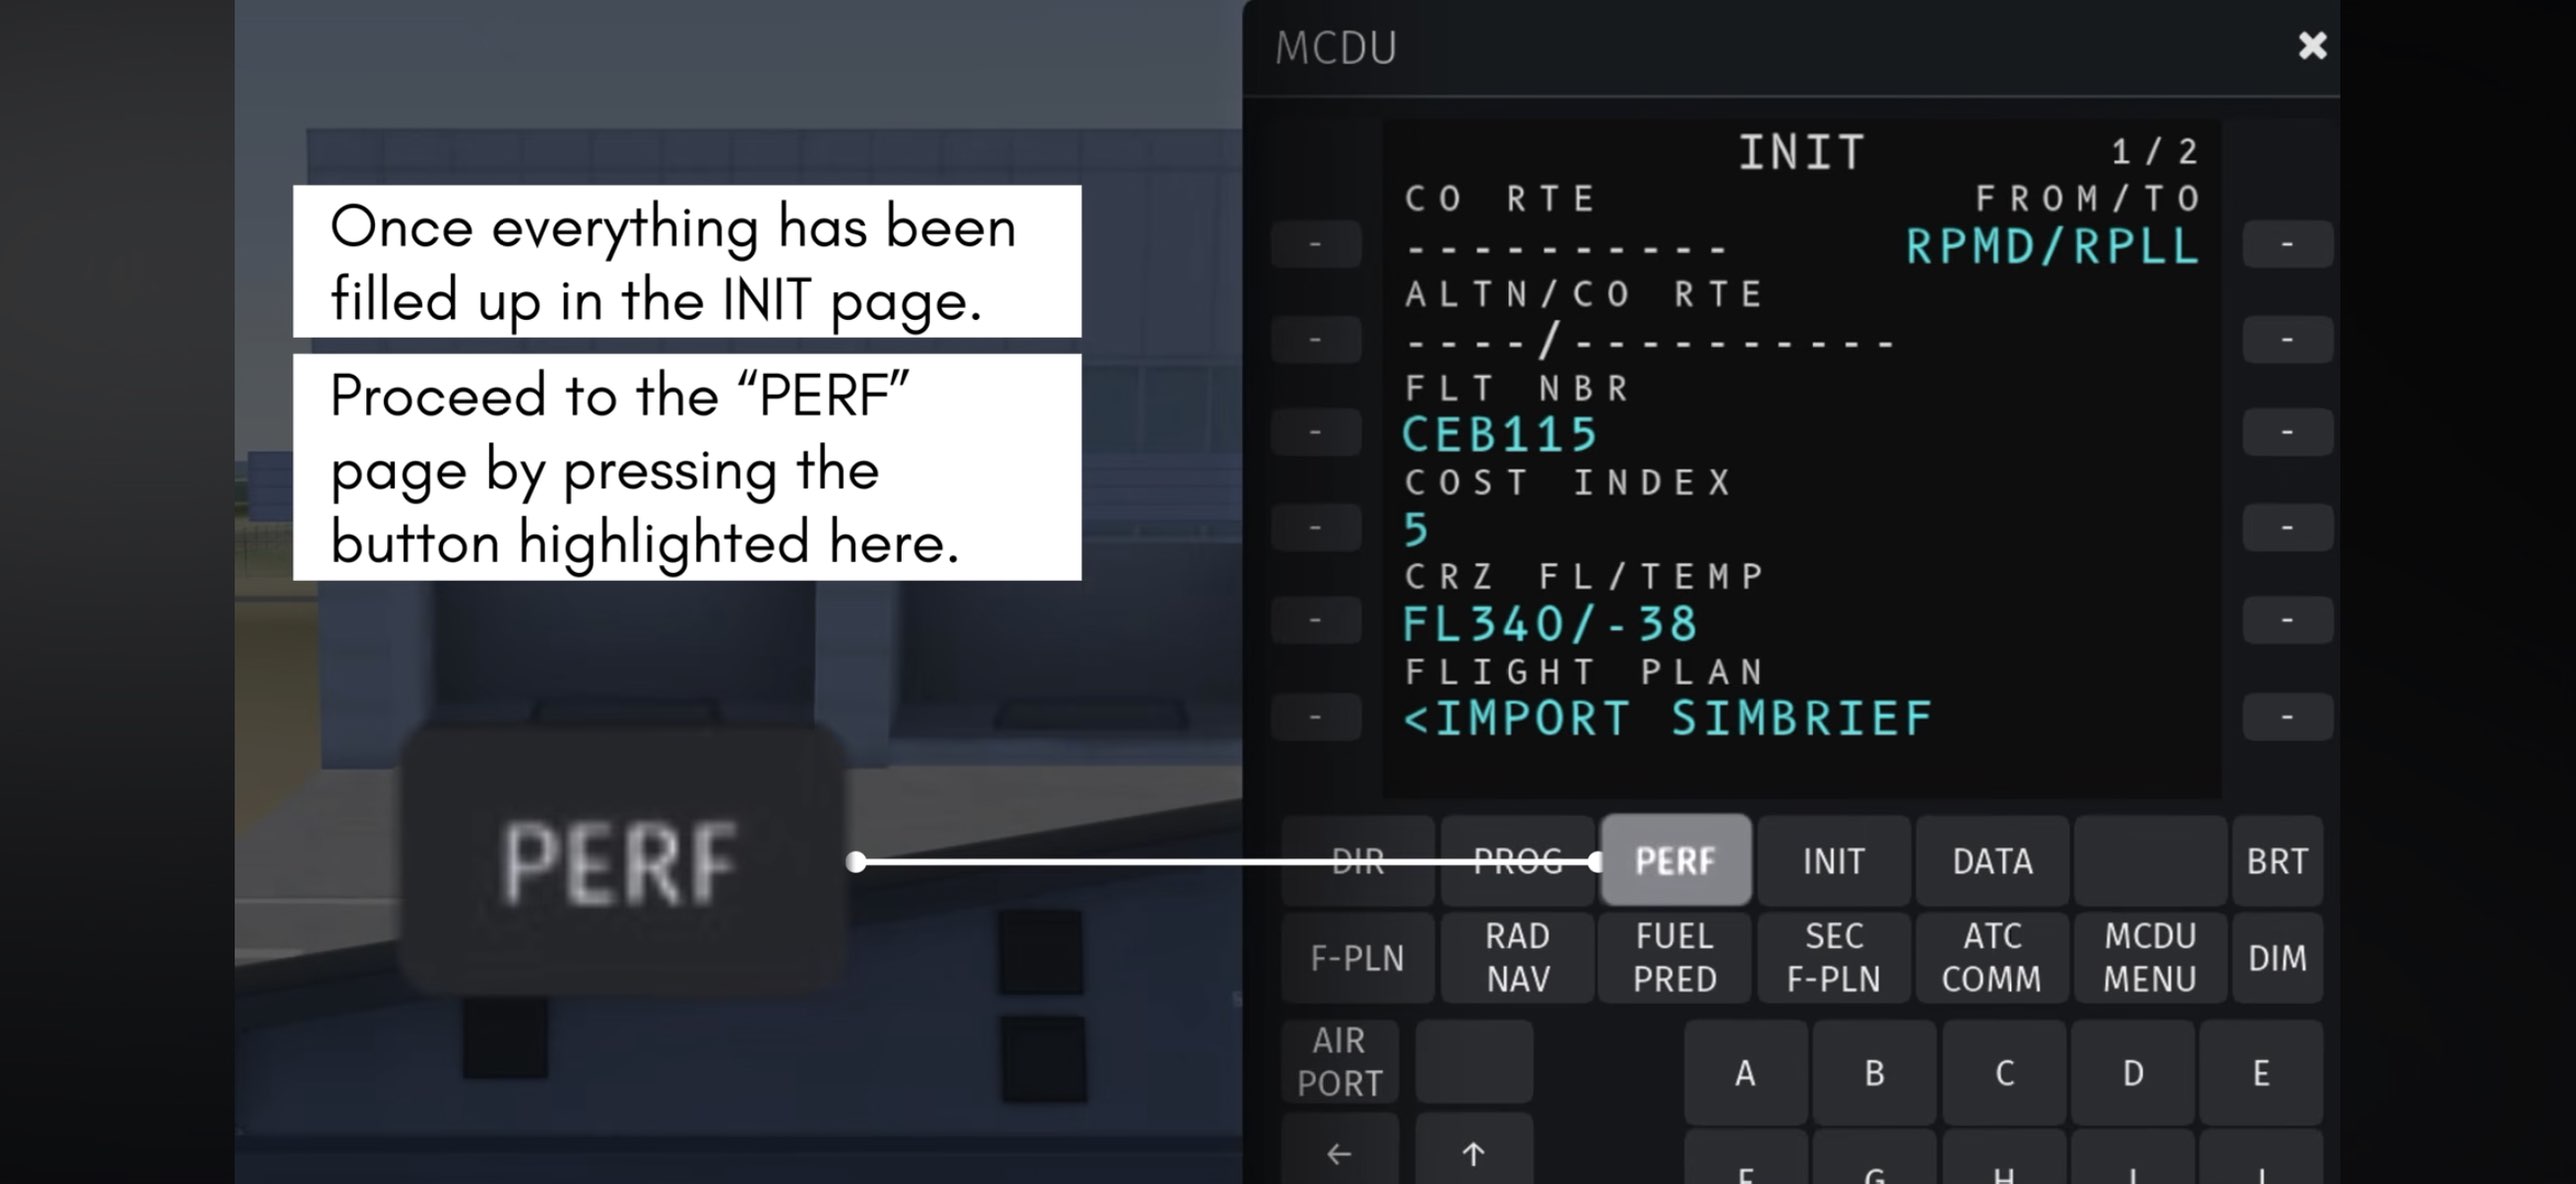 MCDU
✖
INIT 1/2
CO RTE FROM/TO
---------- RPMD/RPLL
ALTN/CO RTE
----/----------
FLT NBR
CEB115
COST INDEX
5
CRZ FL/TEMP
FL340/-38
FLIGHT PLAN
<IMPORT SIMBRIEF
Once everything has been
filled up in the INIT page.
Proceed to the “PERF”
page by pressing the
button highlighted here.
PERF
DIR PROG PERF INIT DATA BRT
F-PLN RAD NAV FUEL PRED SEC F-PLN ATC COMM MCDU MENU DIM
AIR PORT
A B C D E
← ↑